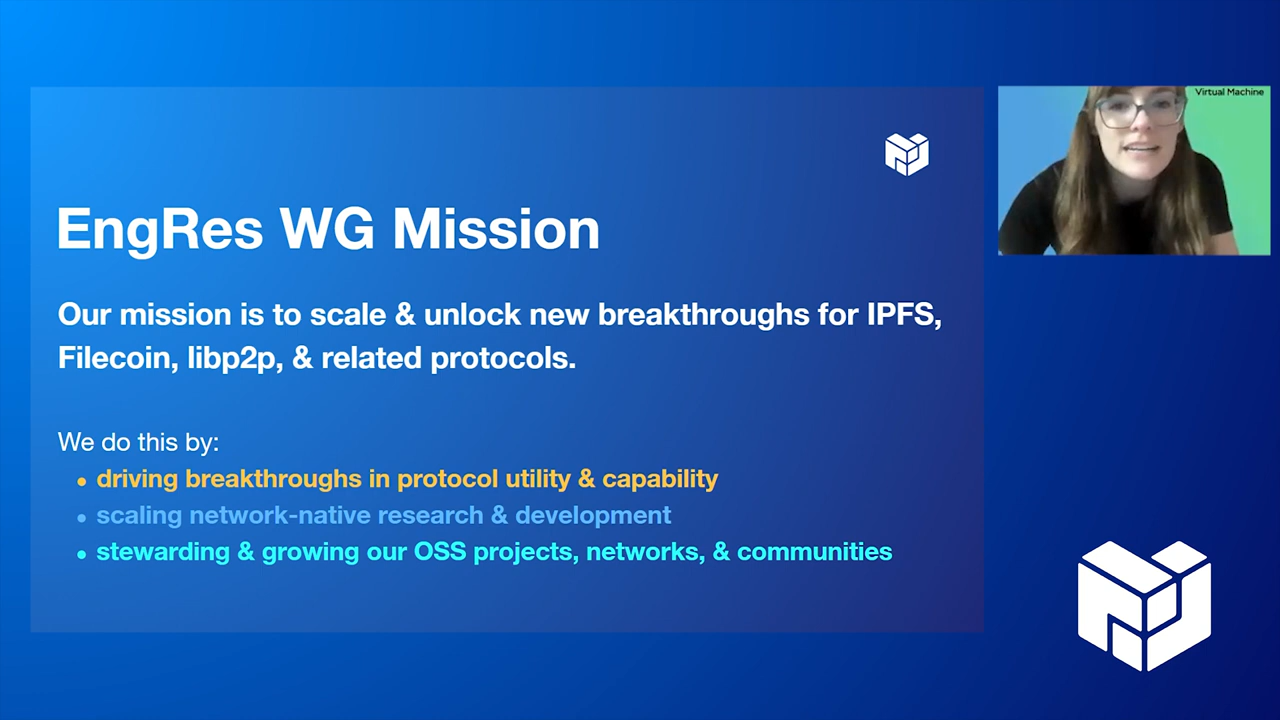 Virtual Machine
EngRes WG Mission
Our mission is to scale & unlock new breakthroughs for IPFS,
Filecoin, libp2p, & related protocols.
We do this by:
• driving breakthroughs in protocol utility & capability
• scaling network-native research & development
• stewarding & growing our OSS projects, networks, & communities